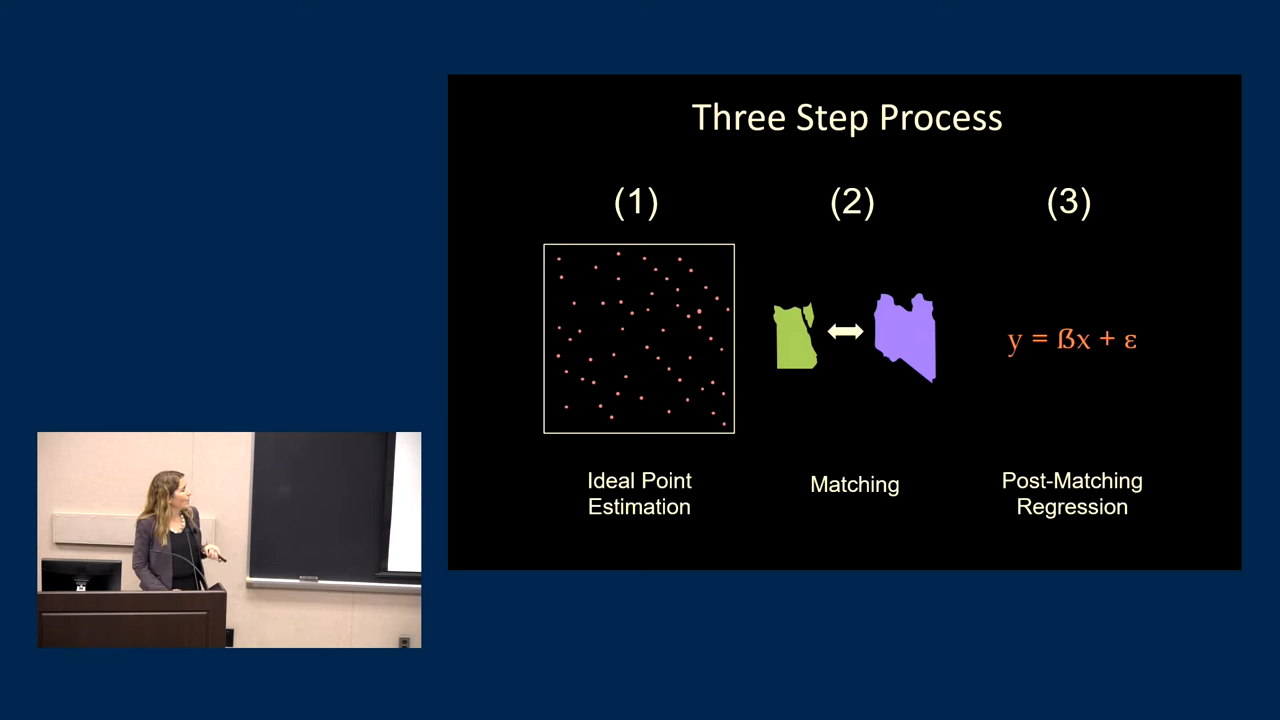 Three Step Process
(1)
(2)
(3)
y = ßx + ε
Ideal Point
Estimation
Matching
Post-Matching
Regression